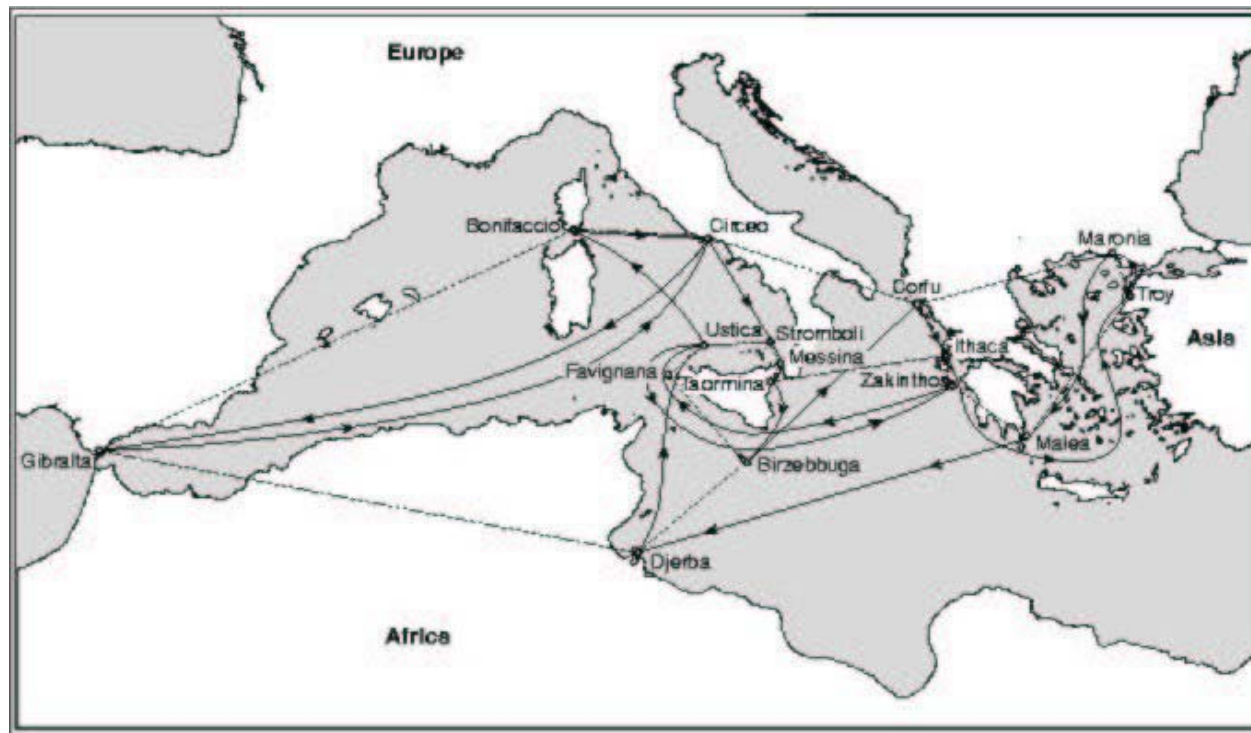 Europe
Bonifaccio
Circeo
Maronia
Corfu
Troy
Ustica
Stromboli
Asia
Messina
Ithaca
Favignana
Taormina
Zakinthos
Malea
Gibralta
Birzebbuga
Djerba
Africa